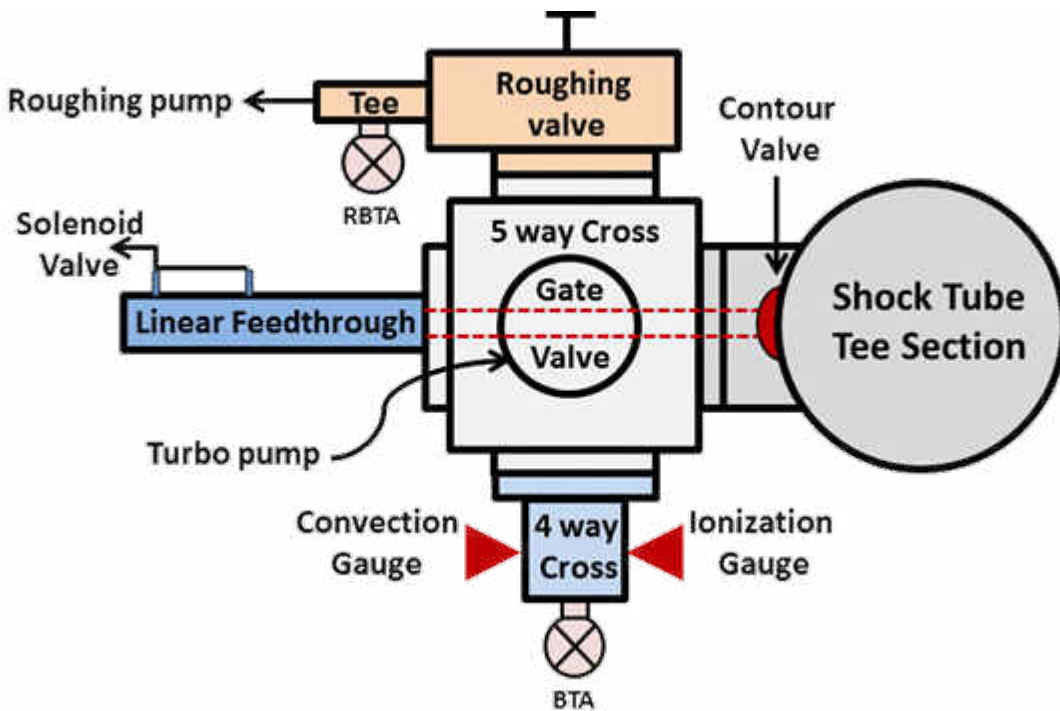 Roughing pump
Tee
Roughing
valve
RBTA
Contour
Valve
Solenoid
Valve
5 way Cross
Gate
Valve
Linear Feedthrough
Shock Tube
Tee Section
Turbo pump
Convection
Gauge
4 way
Cross
Ionization
Gauge
BTA